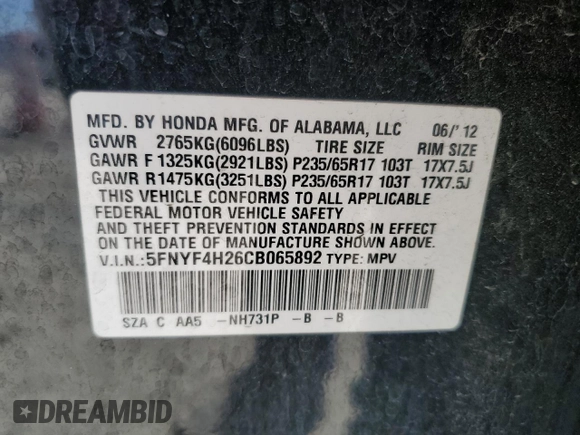 MFD. BY HONDA MFG. OF ALABAMA, LLC 06/'12
GVWR 2765KG(6096LBS) TIRE SIZE RIM SIZE
GAWR F 1325KG(2921LBS) P235/65R17 103T 17X7.5J
GAWR R 1475KG(3251LBS) P235/65R17 103T 17X7.5J
THIS VEHICLE CONFORMS TO ALL APPLICABLE
FEDERAL MOTOR VEHICLE SAFETY
AND THEFT PREVENTION STANDARDS IN EFFECT
ON THE DATE OF MANUFACTURE SHOWN ABOVE.
V.I.N.:5FNYF4H26CB065892 TYPE: MPV
SZA C AA5 -NH731P -B -B
DREAMBID